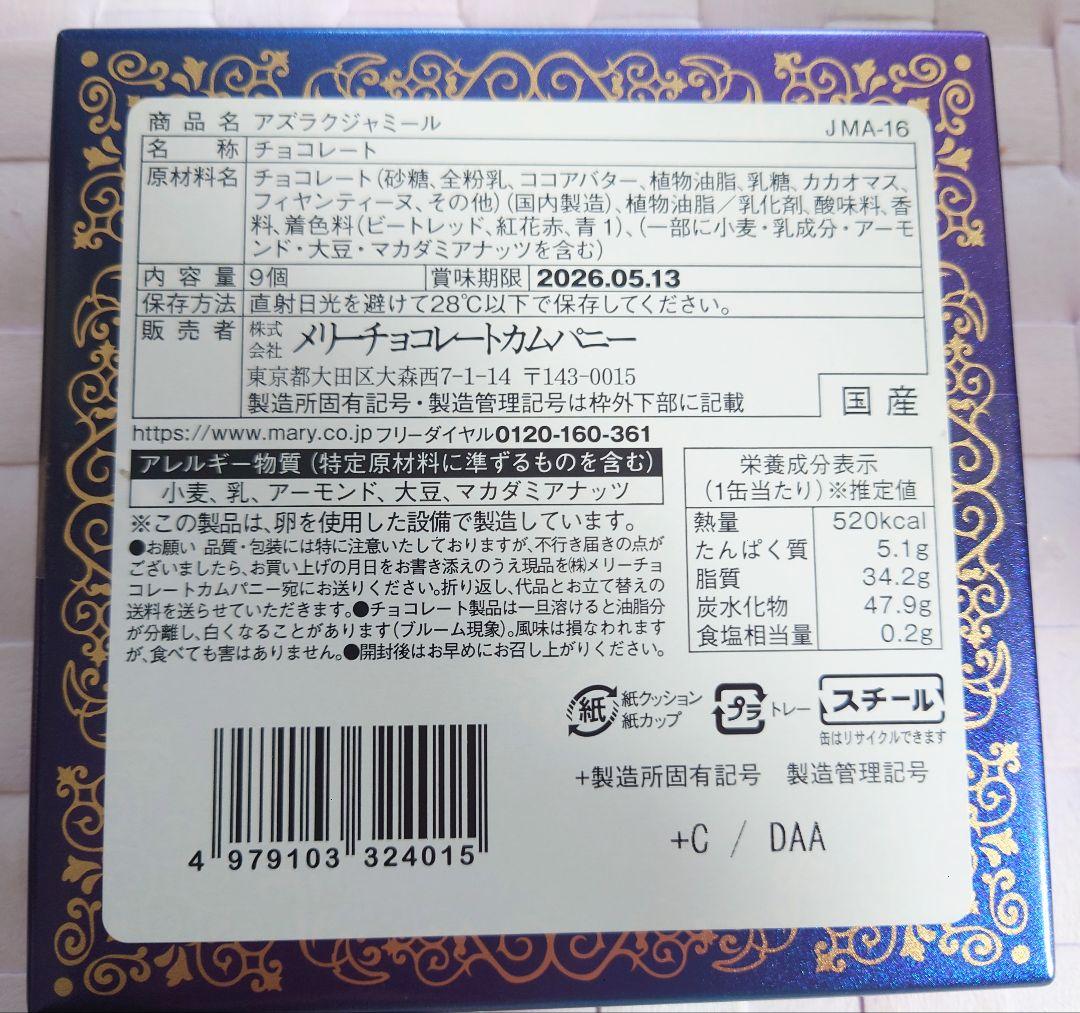 商品名 アズラクジャミール JMA-16
名称 チョコレート
原材料名 チョコレート(砂糖、全粉乳、ココアバター、植物油脂、乳糖、カカオマス、
フィヤンティーヌ、その他)(国内製造)、植物油脂/乳化剤、酸味料、香
料、着色料(ビートレッド、紅花赤、青1)、(一部に小麦・乳成分・アーモ
ンド・大豆・マカダミアナッツを含む)
内容量 9個 賞味期限 2026.05.13
保存方法 直射日光を避けて28℃以下で保存してください。
販売者 株式会社 メリーチョコレートカムパニー
東京都大田区大森西7-1-14 〒143-0015
製造所固有記号・製造管理記号は枠外下部に記載
国産
https://www.mary.co.jp フリーダイヤル0120-160-361
アレルギー物質(特定原材料に準ずるものを含む)
小麦、乳、アーモンド、大豆、マカダミアナッツ
※この製品は、卵を使用した設備で製造しています。
●お願い 品質・包装には特に注意いたしておりますが、不行き届きの点が
ございましたら、お買い上げの月日をお書き添えのうえ現品を㈱メリーチョ
コレートカムパニー宛にお送りください。折り返し、代品とお立て替えの
送料を送らせていただきます。●チョコレート製品は一旦溶けると油脂分
が分離し、白くなることがあります(ブルーム現象)。風味は損なわれます
が、食べても害はありません。●開封後はお早めにお召し上がりください。
栄養成分表示
(1缶当たり)※推定値
熱量 520kcal
たんぱく質 5.1g
脂質 34.2g
炭水化物 47.9g
食塩相当量 0.2g
紙 紙クッション
紙カップ
プラ トレー
スチール
缶はリサイクルできます
+製造所固有記号 製造管理記号
+C / DAA
4 979103 324015